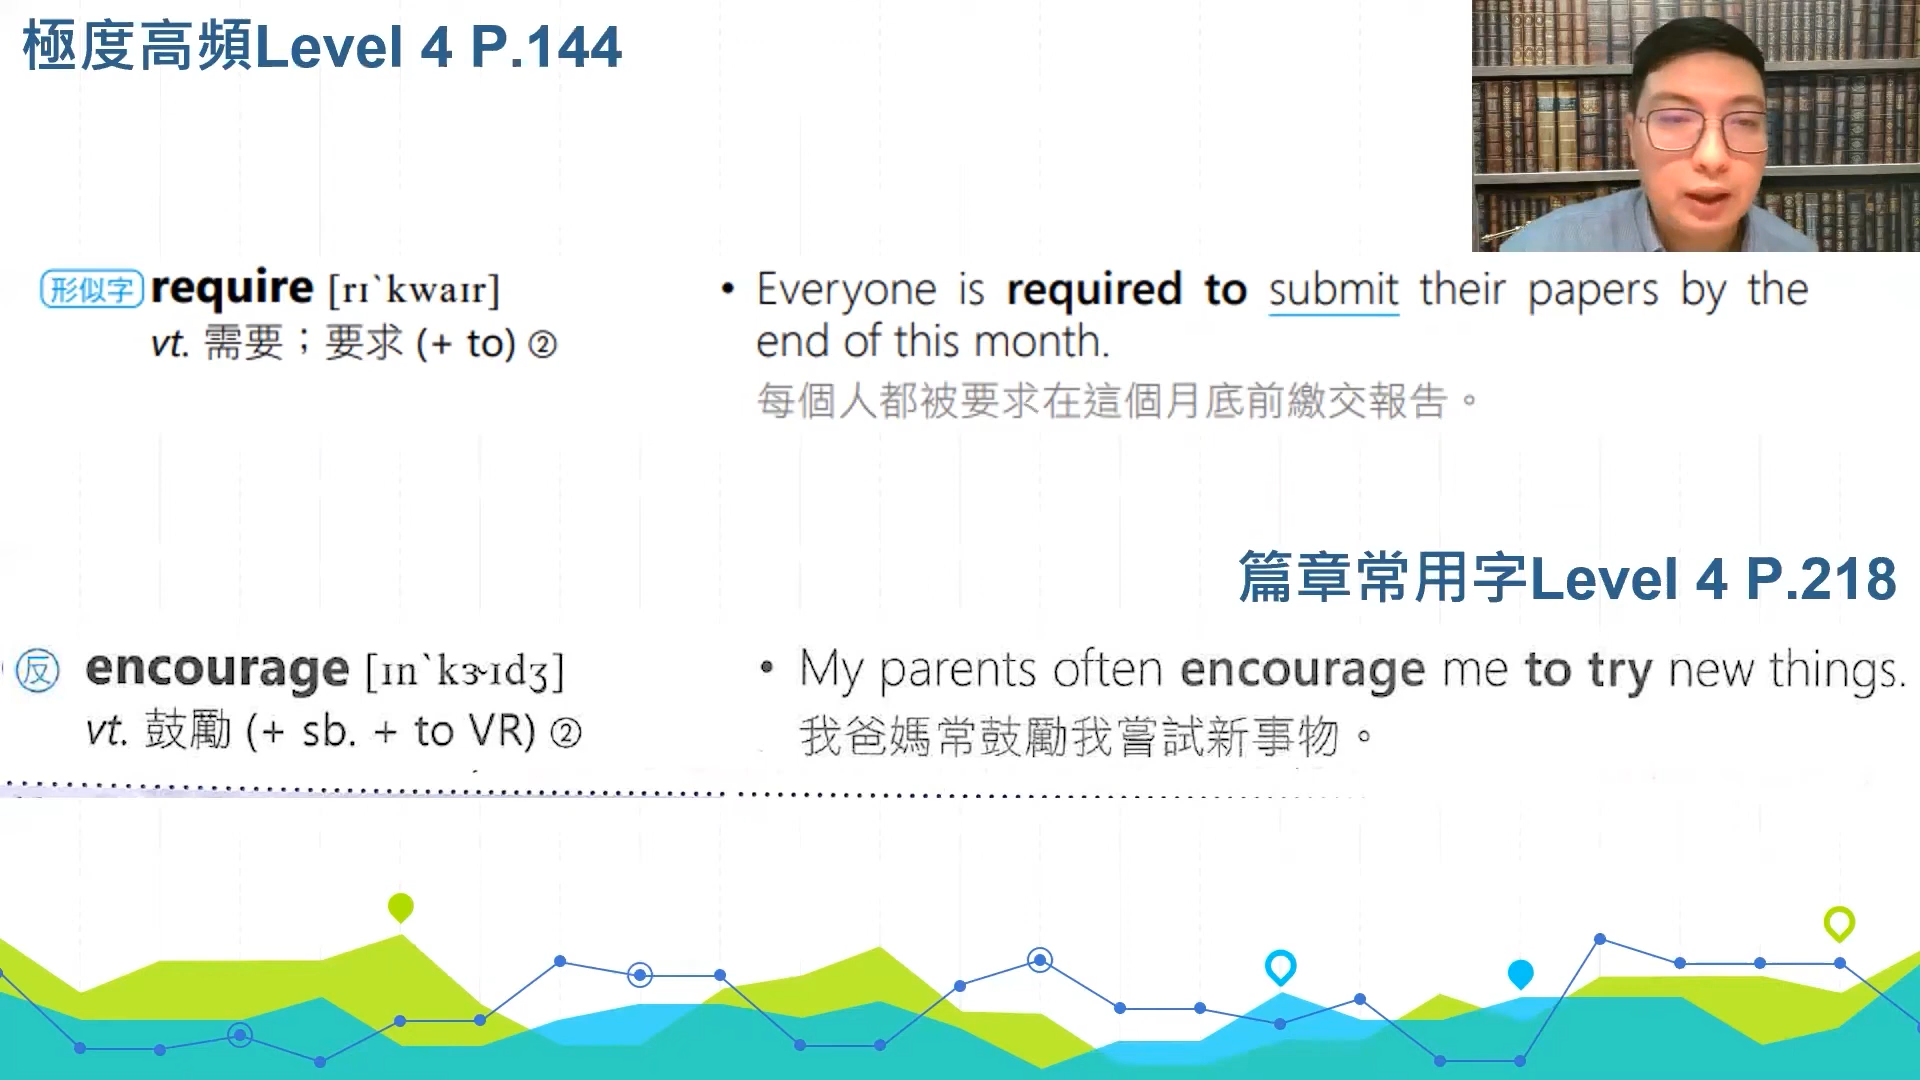 極度高頻Level 4 P.144
形似字 require [rɪˋkwaɪr]
vt. 需要；要求 (+ to) ②
• Everyone is required to submit their papers by the
end of this month.
每個人都被要求在這個月底前繳交報告。
篇章常用字Level 4 P.218
反 encourage [ɪnˋkɝɪdʒ]
vt. 鼓勵 (+ sb. + to VR) ②
• My parents often encourage me to try new things.
我爸媽常鼓勵我嘗試新事物。